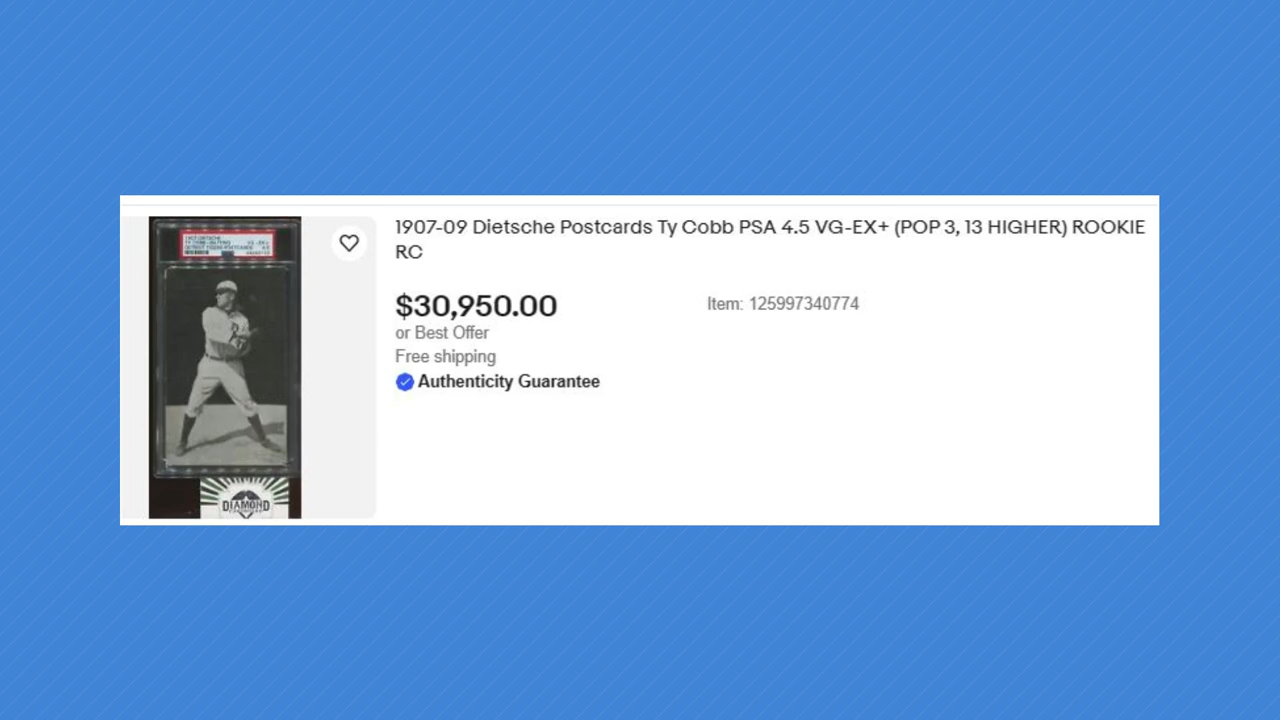 1907-09 Dietsche Postcards Ty Cobb PSA 4.5 VG-EX+ (POP 3, 13 HIGHER) ROOKIE
RC
$30,950.00
Item: 125997340774
or Best Offer
Free shipping
Authenticity Guarantee
DIAMOND